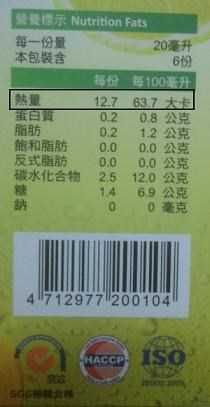 營養標示 Nutrition Fats
每一份量 20毫升
本包裝含 6份
每份 每100毫升
熱量 12.7 63.7 大卡
蛋白質 0.2 0.8 公克
脂肪 0.2 1.2 公克
飽和脂肪 0.0 0.0 公克
反式脂肪 0.0 0.0 公克
碳水化合物 2.5 12.0 公克
糖 1.4 6.9 公克
鈉 0 0 毫克
4 712977 200104
SGS HACCP ISO